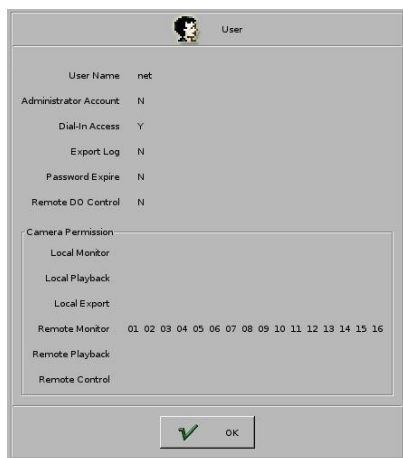 User
User Name net
Administrator Account N
Dial-In Access Y
Export Log N
Password Expire N
Remote DO Control N
Camera Permission
Local Monitor
Local Playback
Local Export
Remote Monitor 01 02 03 04 05 06 07 08 09 10 11 12 13 14 15 16
Remote Playback
Remote Control
OK